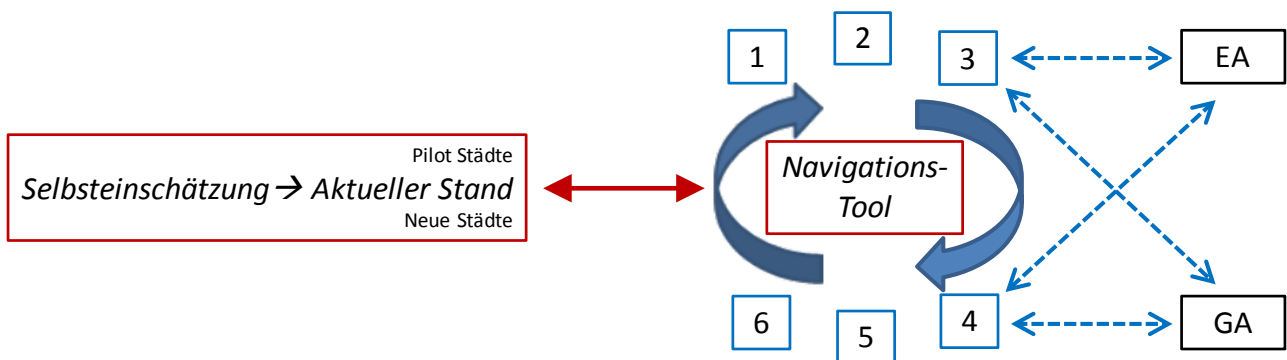 Pilot Städte
Selbsteinschätzung → Aktueller Stand
Neue Städte
1
2
3
EA
Navigations-
Tool
6
5
4
GA